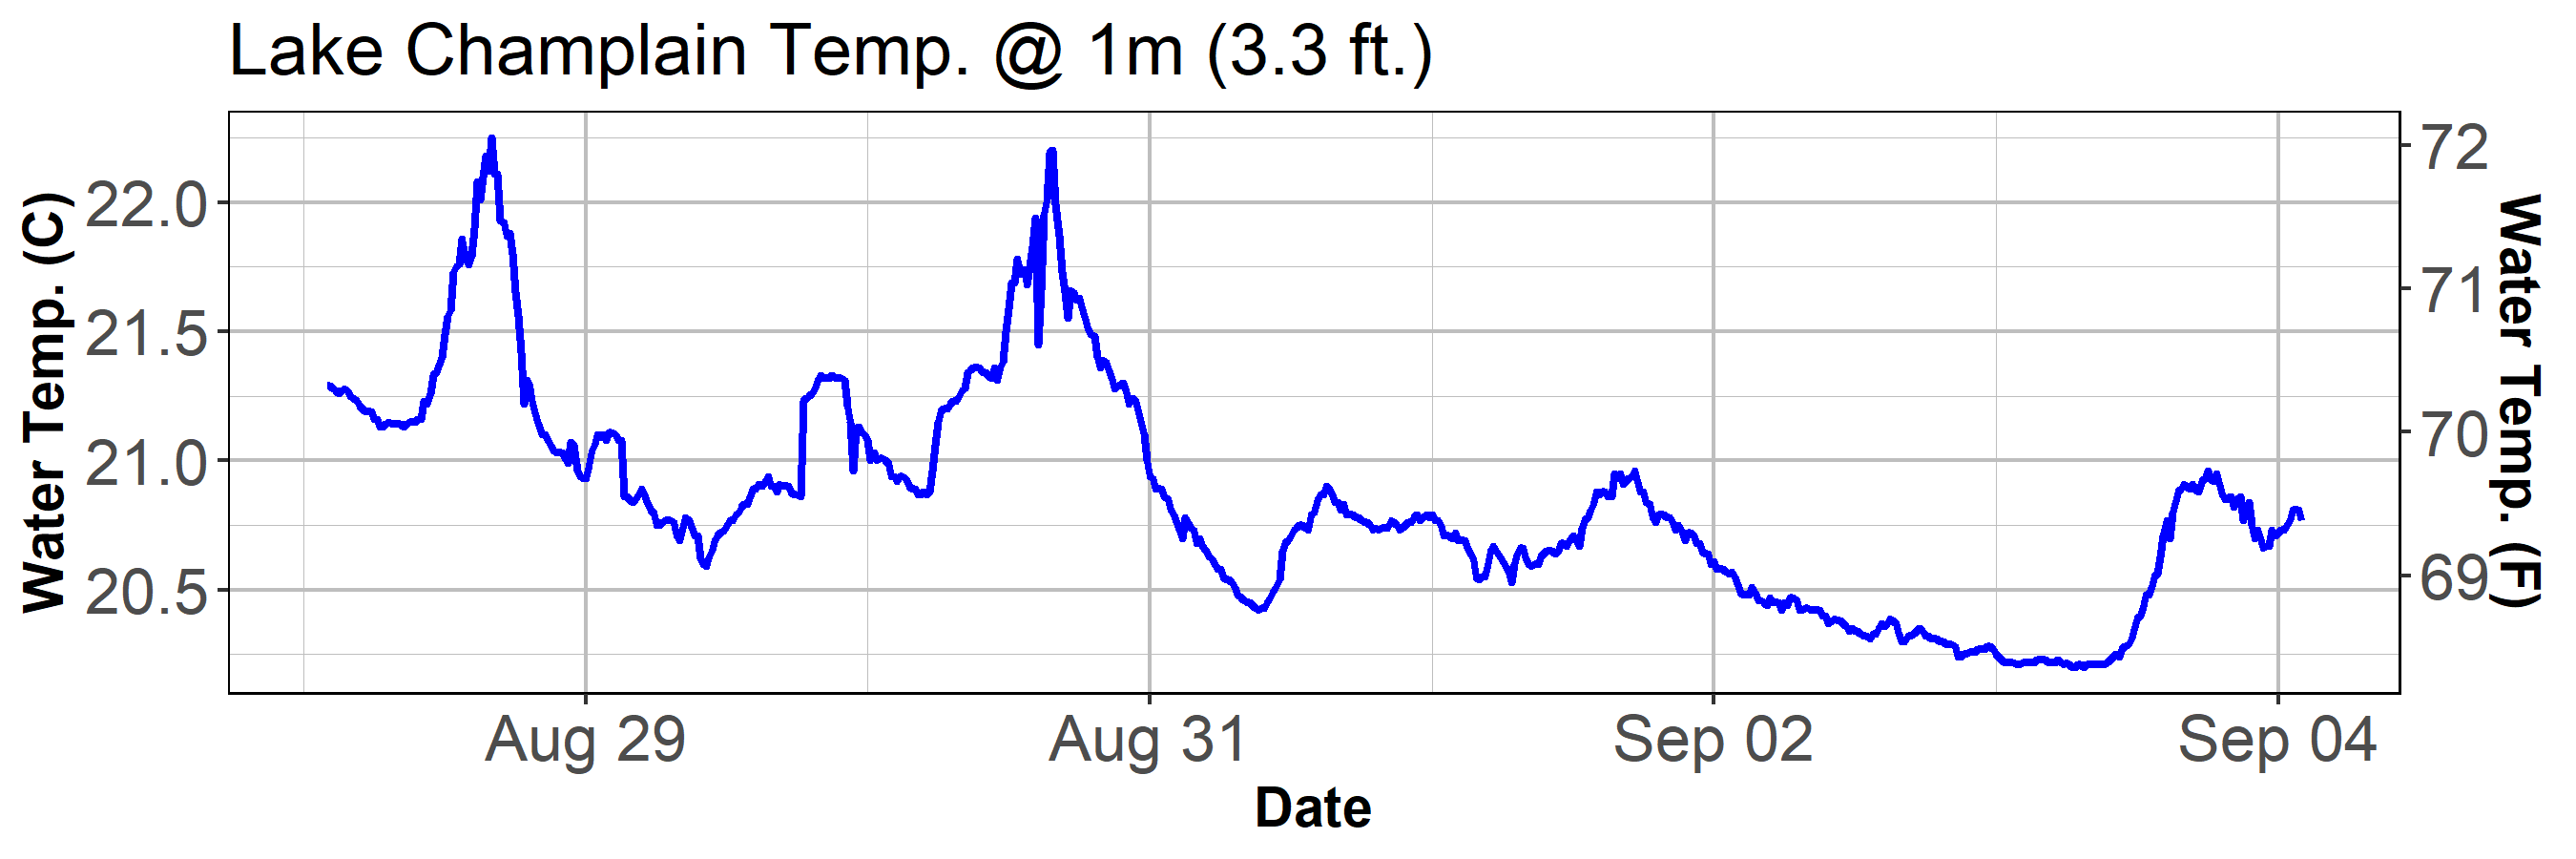 Lake Champlain Temp. @ 1m (3.3 ft.)
Water Temp. (C)
22.0
21.5
21.0
20.5
72
71
70
69
Water Temp. (F)
Aug 29 Aug 31 Sep 02 Sep 04
Date